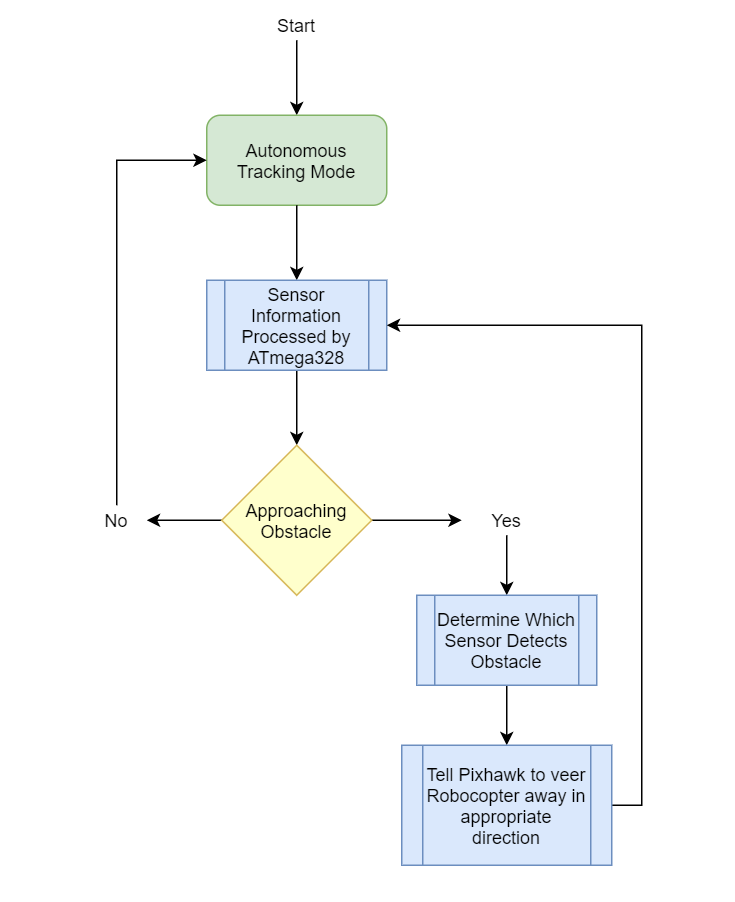 Start
Autonomous
Tracking Mode
Sensor
Information
Processed by
ATmega328
Approaching
Obstacle
No
Yes
Determine Which
Sensor Detects
Obstacle
Tell Pixhawk to veer
Robocopter away in
appropriate
direction